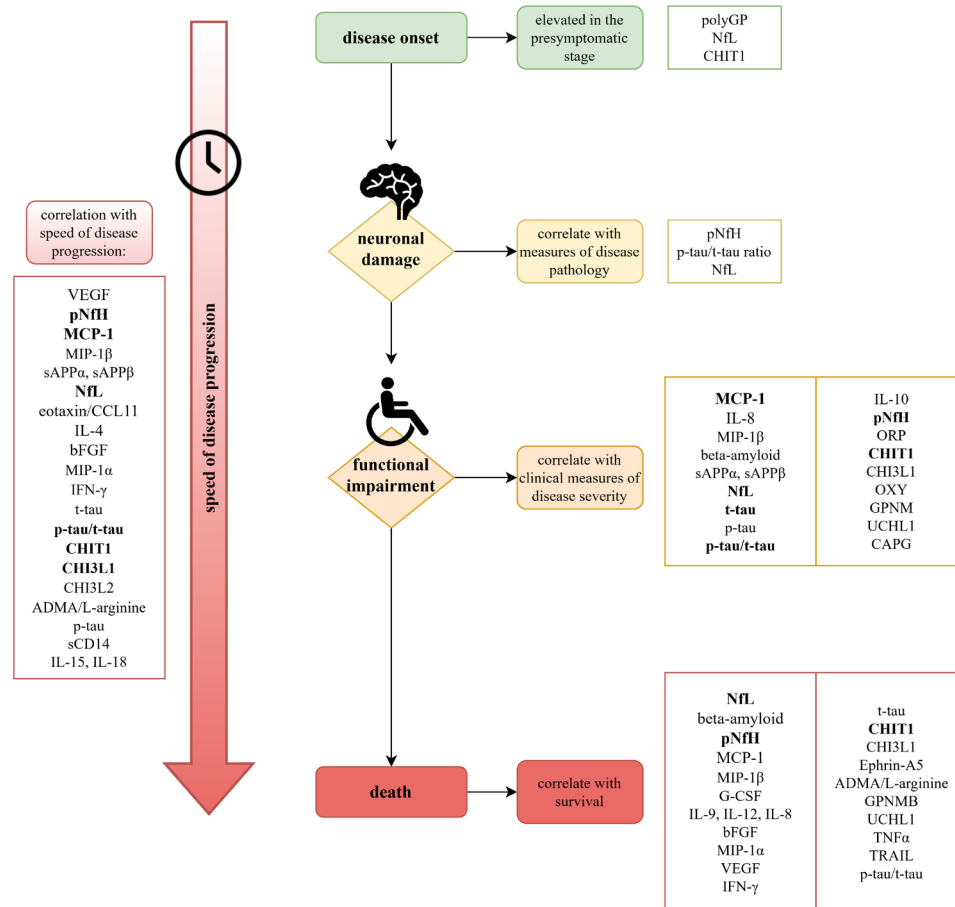 disease onset
elevated in the
presymptomatic
stage
polyGP
NfL
CHIT1
correlation with
speed of disease
progression:
VEGF
pNfH
MCP-1
MIP-1β
sAPPα, sAPPβ
NfL
eotaxin/CCL11
IL-4
bFGF
MIP-1α
IFN-γ
t-tau
p-tau/t-tau
CHIT1
CHI3L1
CHI3L2
ADMA/L-arginine
p-tau
sCD14
IL-15, IL-18
speed of disease progression
neuronal
damage
correlate with
measures of disease
pathology
pNfH
p-tau/t-tau ratio
NfL
functional
impairment
correlate with
clinical measures of
disease severity
MCP-1
IL-8
MIP-1β
beta-amyloid
sAPPα, sAPPβ
NfL
t-tau
p-tau
p-tau/t-tau
IL-10
pNfH
ORP
CHIT1
CHI3L1
OXY
GPNM
UCHL1
CAPG
death
correlate with
survival
NfL
beta-amyloid
pNfH
MCP-1
MIP-1β
G-CSF
IL-9, IL-12, IL-8
bFGF
MIP-1α
VEGF
IFN-γ
t-tau
CHIT1
CHI3L1
Ephrin-A5
ADMA/L-arginine
GPNMB
UCHL1
TNFα
TRAIL
p-tau/t-tau